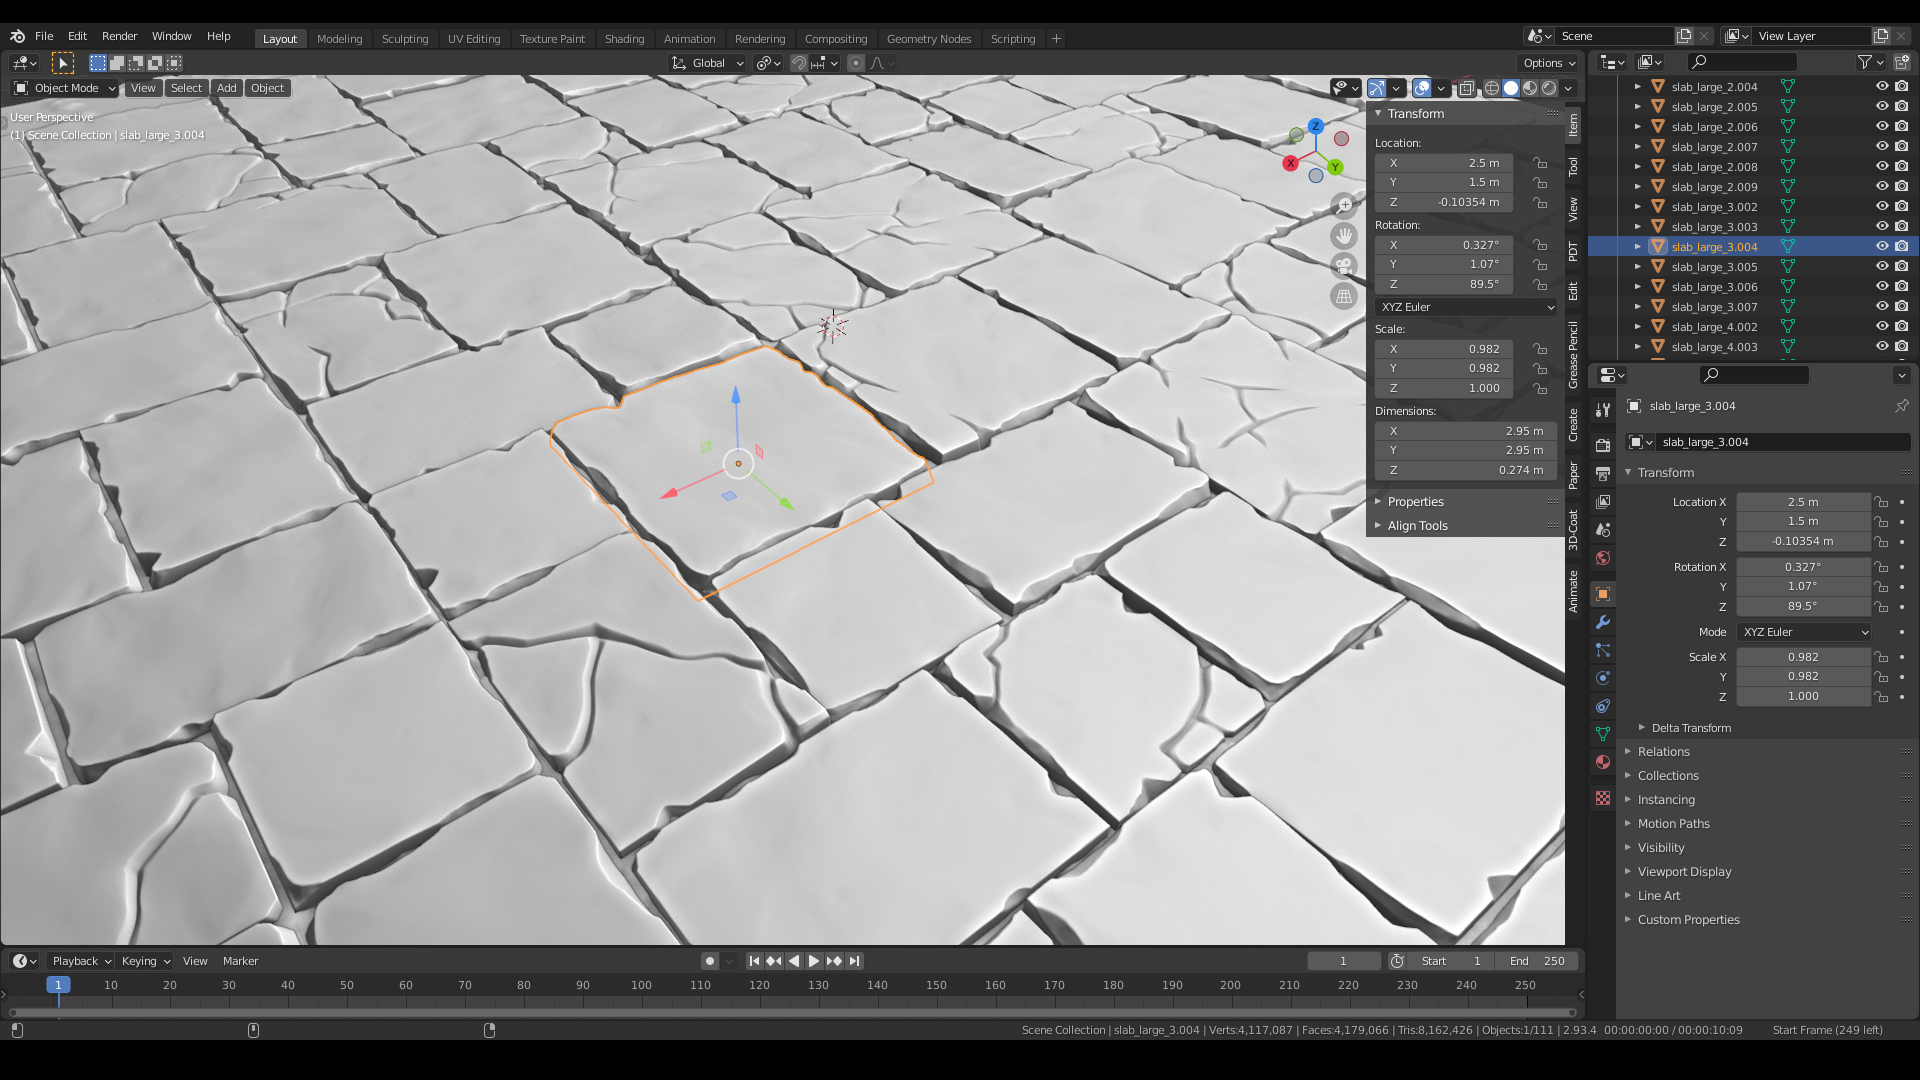 File Edit Render Window Help Layout Modeling Sculpting UV Editing Texture Paint Shading Animation Rendering Compositing Geometry Nodes Scripting + Scene View Layer
Global Options
Object Mode View Select Add Object
User Perspective
(1) Scene Collection | slab_large_3.004
Transform
Location:
X 2.5 m
Y 1.5 m
Z -0.10354 m
Rotation:
X 0.327°
Y 1.07°
Z 89.5°
XYZ Euler
Scale:
X 0.982
Y 0.982
Z 1.000
Dimensions:
X 2.95 m
Y 2.95 m
Z 0.274 m
Properties
Align Tools
Item
Tool
View
PDT
Edit
Grease Pencil
Create
Paper
3D-Coat
Animate
Z
X
Y
slab_large_2.004
slab_large_2.005
slab_large_2.006
slab_large_2.007
slab_large_2.008
slab_large_2.009
slab_large_3.002
slab_large_3.003
slab_large_3.004
slab_large_3.005
slab_large_3.006
slab_large_3.007
slab_large_4.002
slab_large_4.003
slab_large_3.004
slab_large_3.004
Transform
Location X 2.5 m
Y 1.5 m
Z -0.10354 m
Rotation X 0.327°
Y 1.07°
Z 89.5°
Mode XYZ Euler
Scale X 0.982
Y 0.982
Z 1.000
Delta Transform
Relations
Collections
Instancing
Motion Paths
Visibility
Viewport Display
Line Art
Custom Properties
Playback Keying View Marker 1 Start 1 End 250
1 10 20 30 40 50 60 70 80 90 100 110 120 130 140 150 160 170 180 190 200 210 220 230 240 250
Scene Collection | slab_large_3.004 | Verts:4,117,087 | Faces:4,179,066 | Tris:8,162,426 | Objects:1/111 | 2.93.4 00:00:00:00 / 00:00:10:09 Start Frame (249 left)